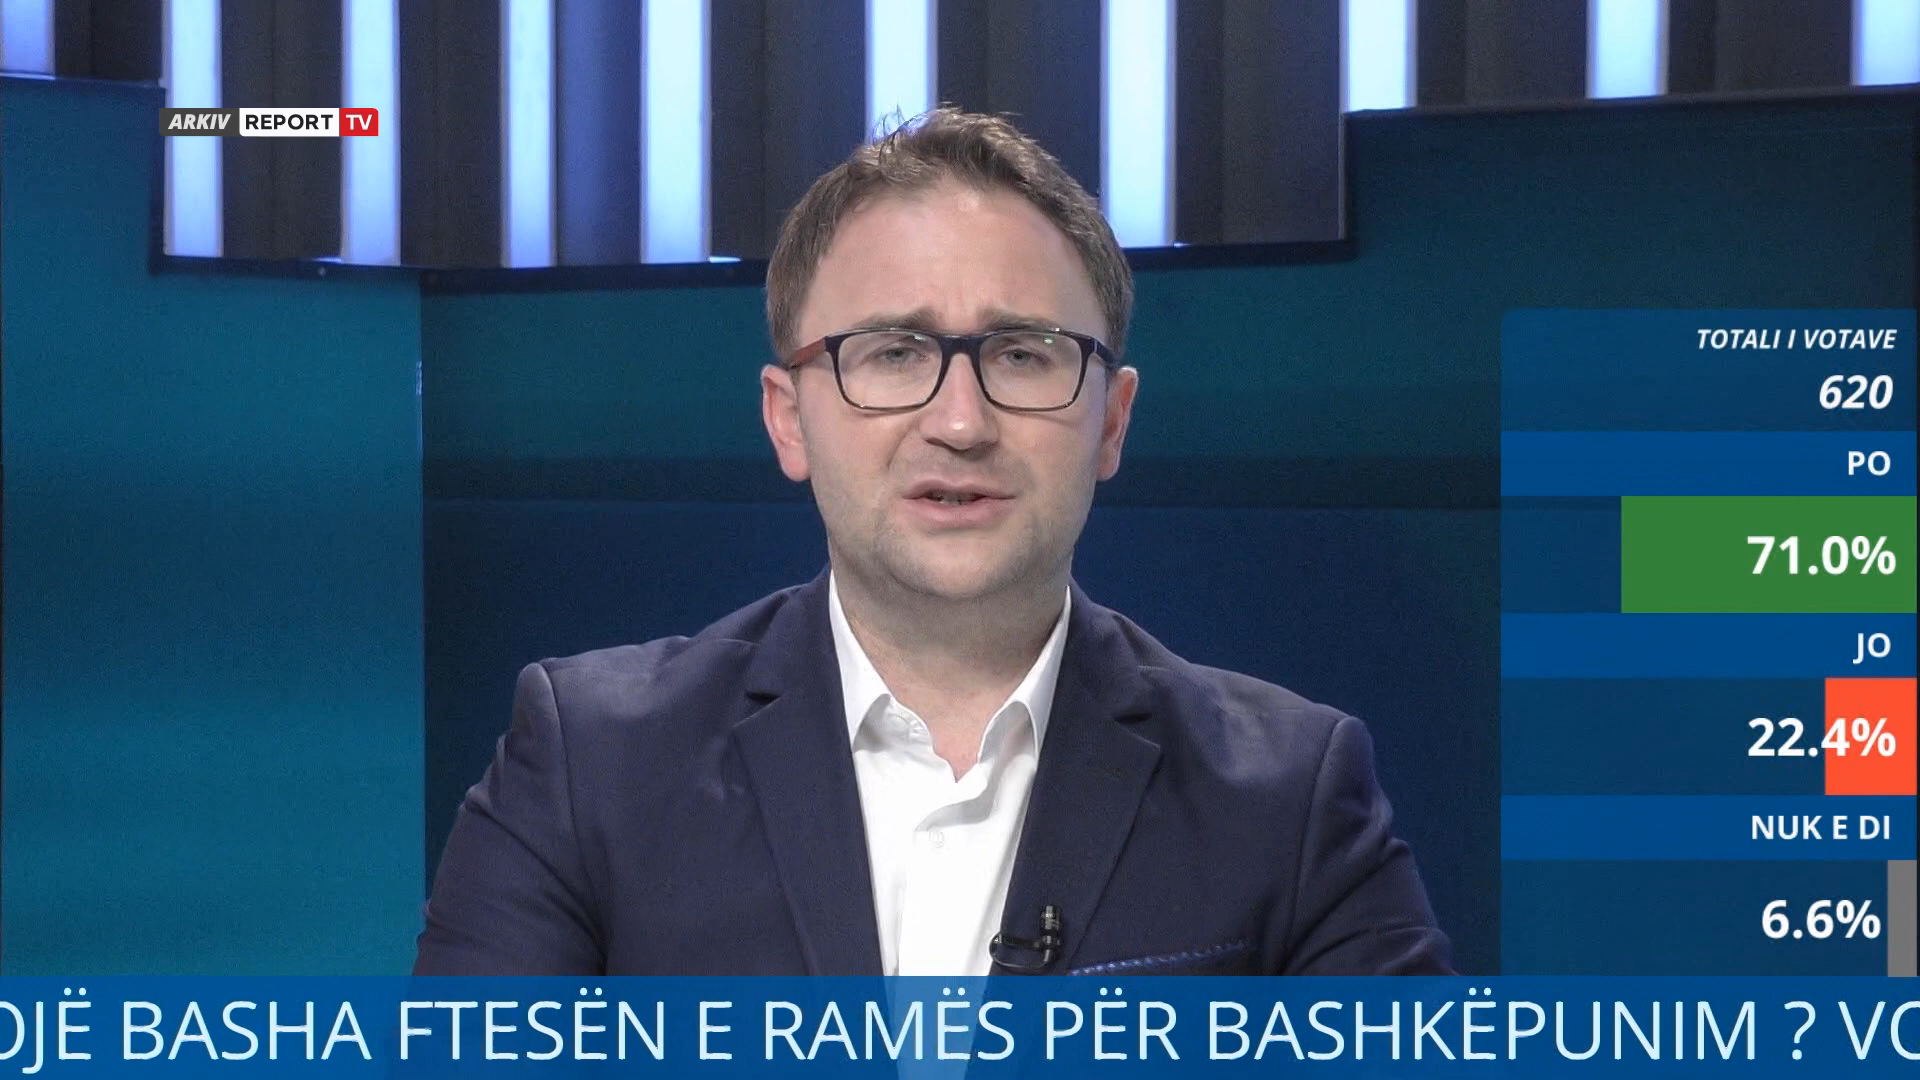 ARKIV REPORT TV
TOTALI I VOTAVE
620
PO
71.0%
JO
22.4%
NUK E DI
6.6%
BASHA FTESËN E RAMËS PËR BASHKËPUNIM ?